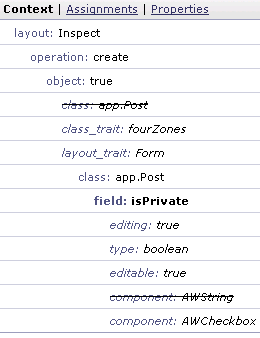 Context | Assignments | Properties
layout: Inspect
operation: create
object: true
class: app.Post
class_trait: fourZones
layout_trait: Form
class: app.Post
field: isPrivate
editing: true
type: boolean
editable: true
component: AWString
component: AWCheckbox